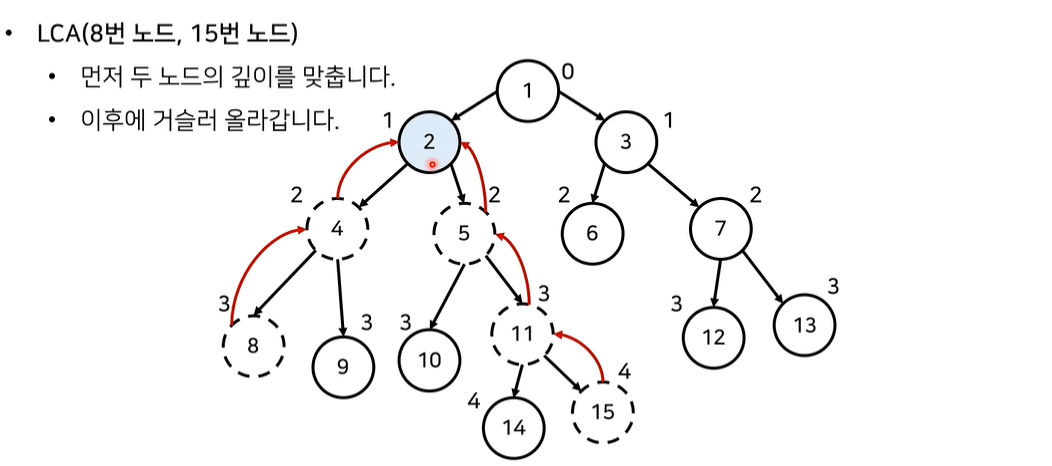 • LCA(8번 노드, 15번 노드)
• 먼저 두 노드의 깊이를 맞춥니다.
• 이후에 거슬러 올라갑니다.
1 0
1 2 3 1
2 4 5 2 2 6 7 2
3 8 9 3 3 10 11 3 3 12 13 3
4 14 15 4